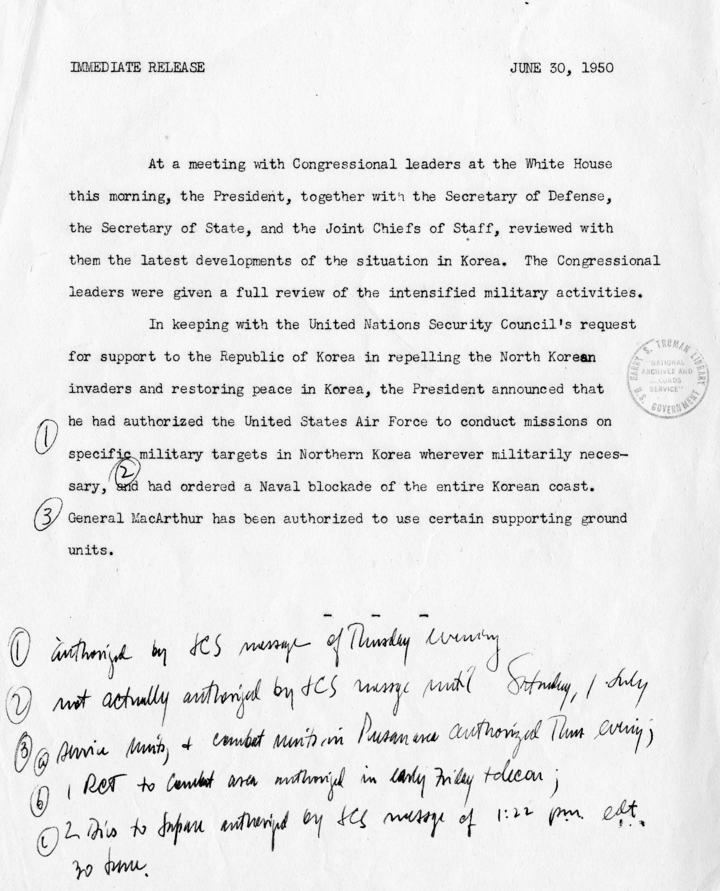 IMMEDIATE RELEASE JUNE 30, 1950
At a meeting with Congressional leaders at the White House
this morning, the President, together with the Secretary of Defense,
the Secretary of State, and the Joint Chiefs of Staff, reviewed with
them the latest developments of the situation in Korea. The Congressional
leaders were given a full review of the intensified military activities.
In keeping with the United Nations Security Council's request
for support to the Republic of Korea in repelling the North Korean
invaders and restoring peace in Korea, the President announced that
① he had authorized the United States Air Force to conduct missions on
specific military targets in Northern Korea wherever militarily neces-
sary, ② and had ordered a Naval blockade of the entire Korean coast.
③ General MacArthur has been authorized to use certain supporting ground
units.
HARRY S. TRUMAN LIBRARY
"NATIONAL
ARCHIVES AND
RECORDS
SERVICE"
U.S. GOVERNMENT
① authorized by JCS message of Thursday evening
② not actually authorized by JCS message until Saturday, 1 July
③ ⓐ service units, & combat units in Pusan area authorized Thurs evening;
ⓑ 1 RCT to combat area authorized in early Friday telecon;
ⓒ 2 Divs Japan authorized by JCS message of 1:22 p.m. edt.
30 June.